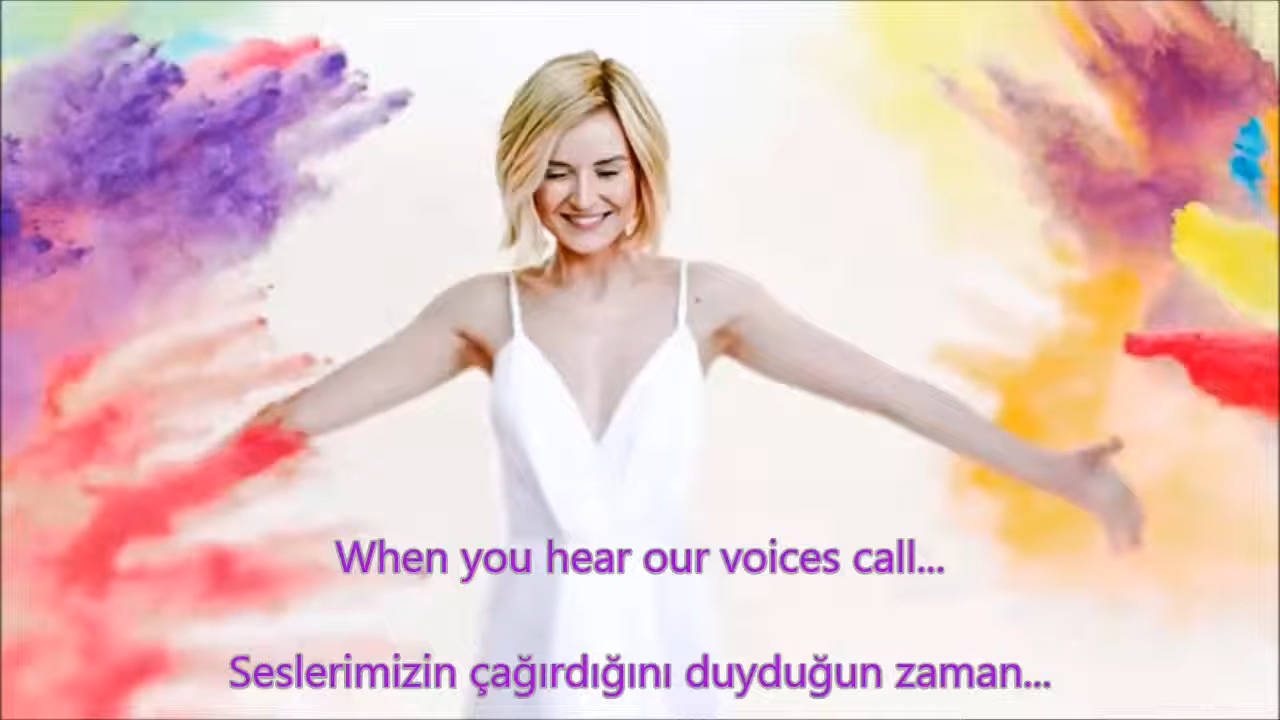 When you hear our voices call...
Seslerimizin çağırdığını duyduğun zaman...